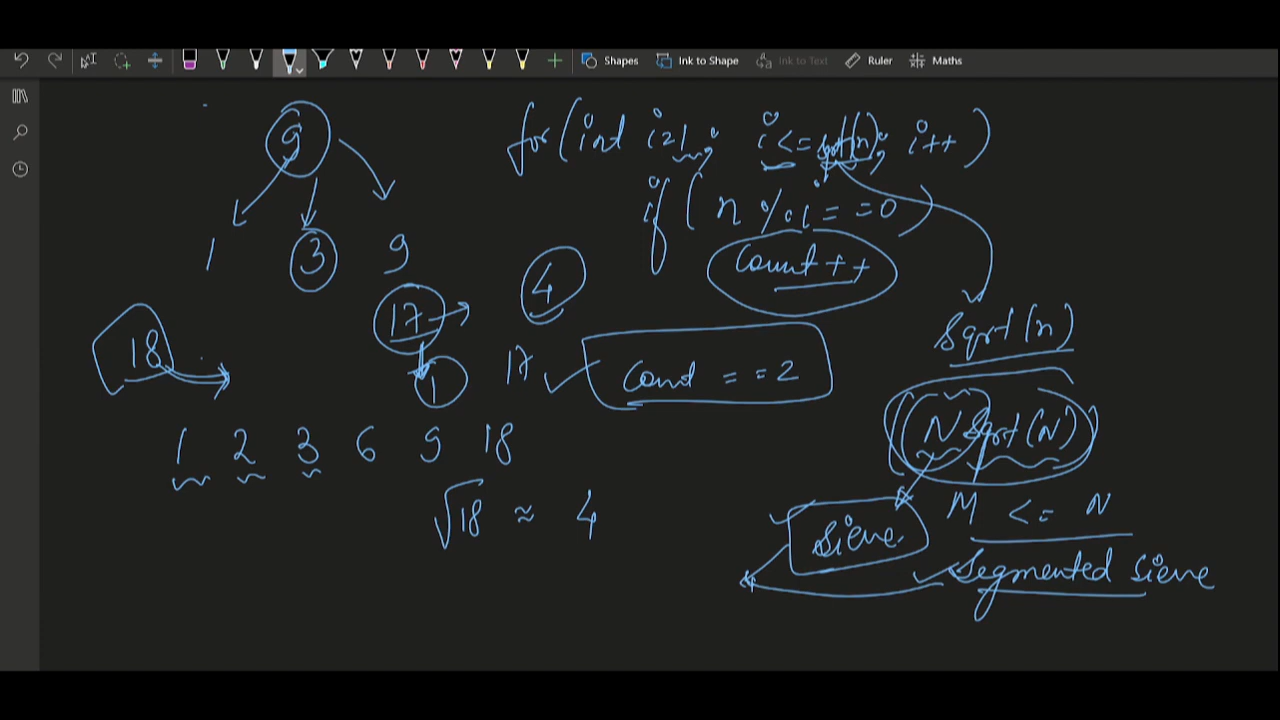 Shapes Ink to Shape Ink to Text Ruler Maths
9
1 3 9
for(int i=1; i<=sqrt(n); i++)
if(n%i==0)
count++
4
17
1 17
count == 2
18
1 2 3 6 9 18
√18 ≈ 4
Sqrt(n)
N Sqrt(N)
M <= N
Sieve
Segmented Sieve